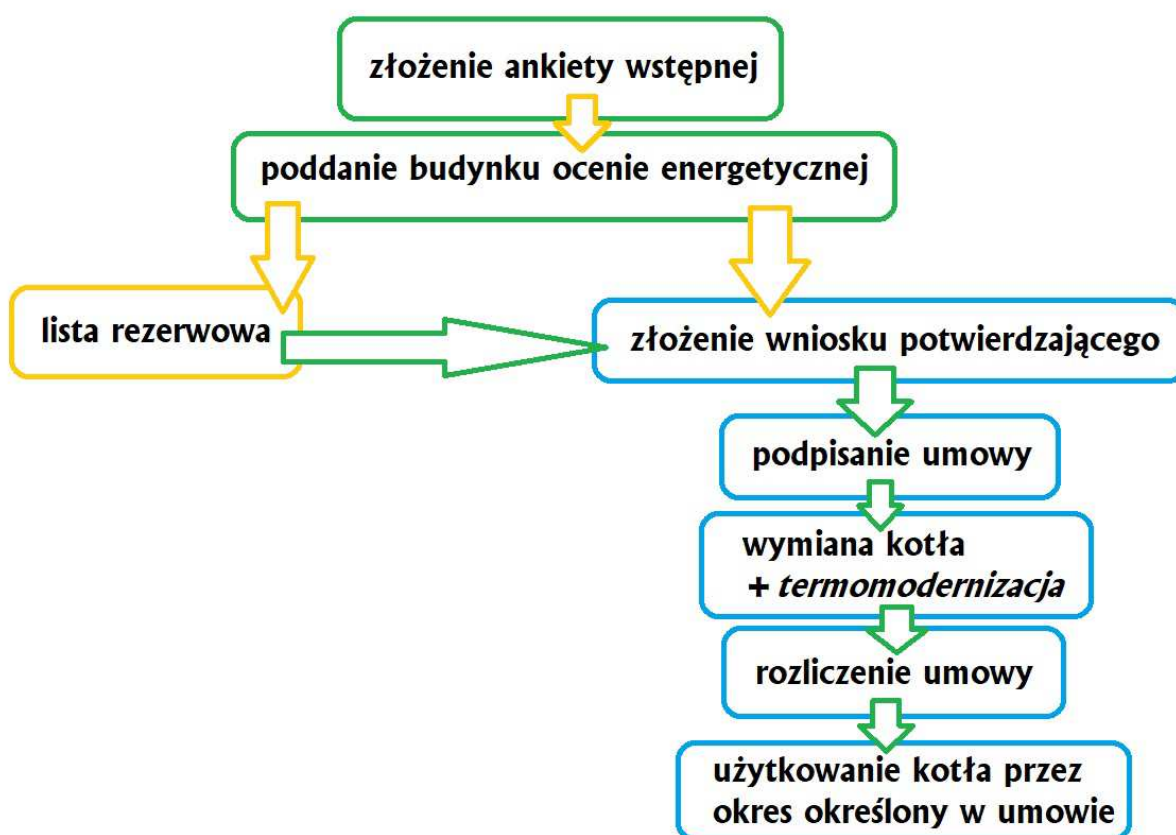 złożenie ankiety wstępnej
poddanie budynku ocenie energetycznej
lista rezerwowa
złożenie wniosku potwierdzającego
podpisanie umowy
wymiana kotła
+ termomodernizacja
rozliczenie umowy
użytkowanie kotła przez
okres określony w umowie